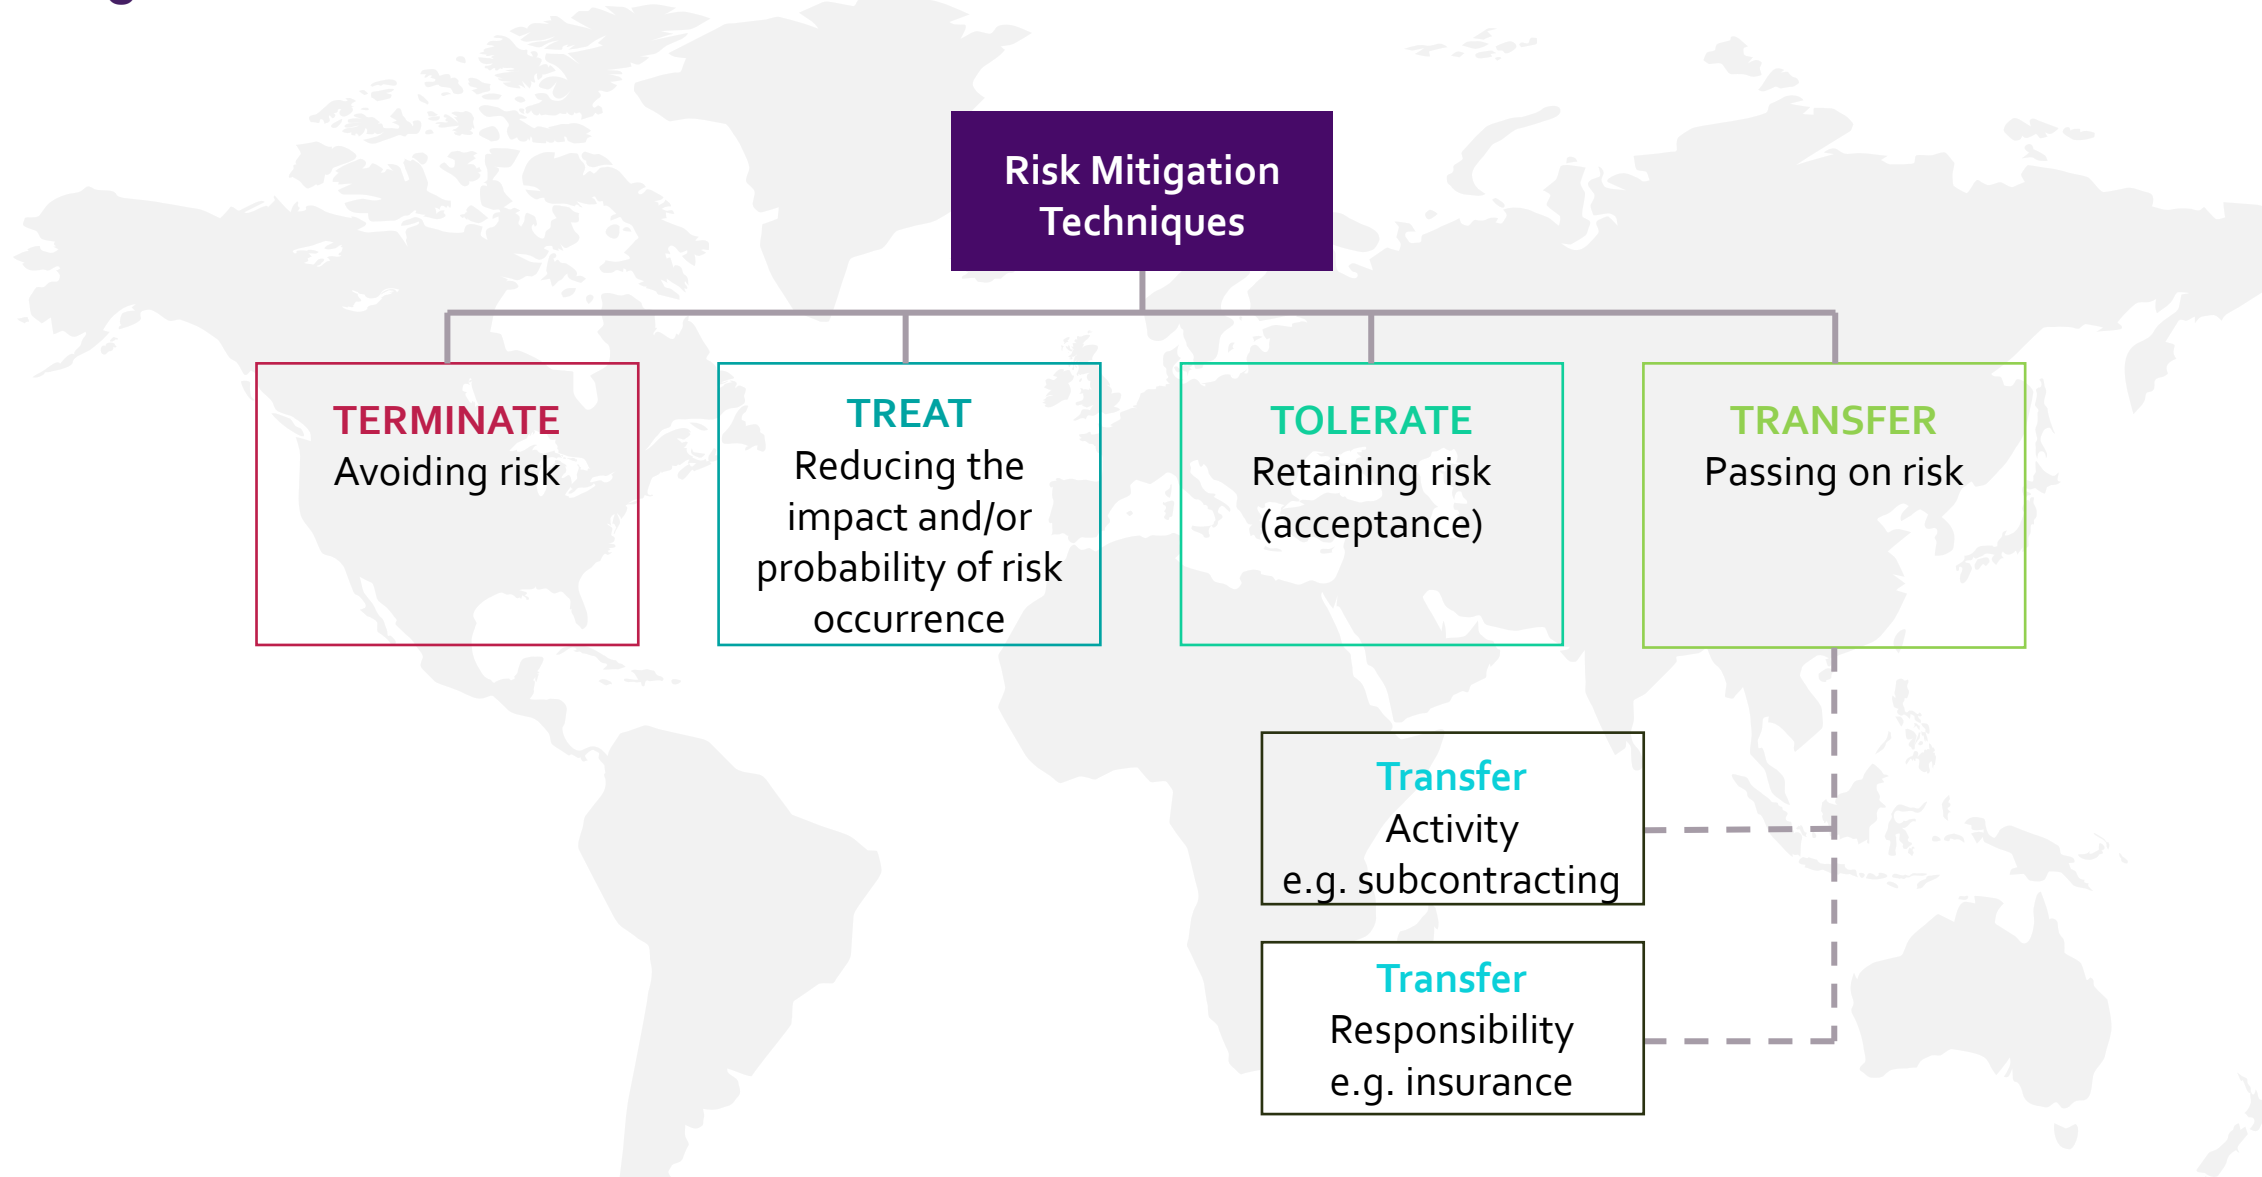 Risk Mitigation
Techniques
TERMINATE
Avoiding risk
TREAT
Reducing the
impact and/or
probability of risk
occurrence
TOLERATE
Retaining risk
(acceptance)
TRANSFER
Passing on risk
Transfer
Activity
e.g. subcontracting
Transfer
Responsibility
e.g. insurance